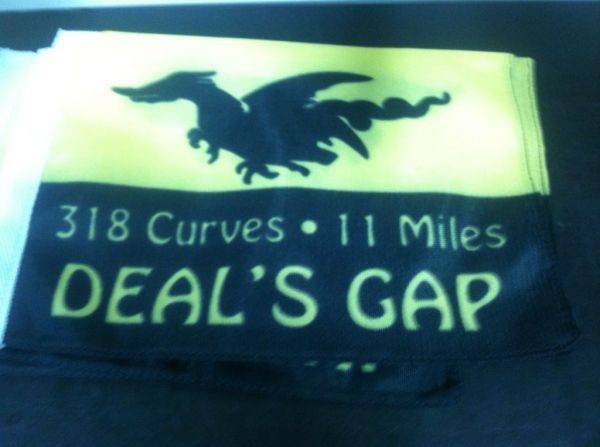 318 Curves • 11 Miles
DEAL'S GAP